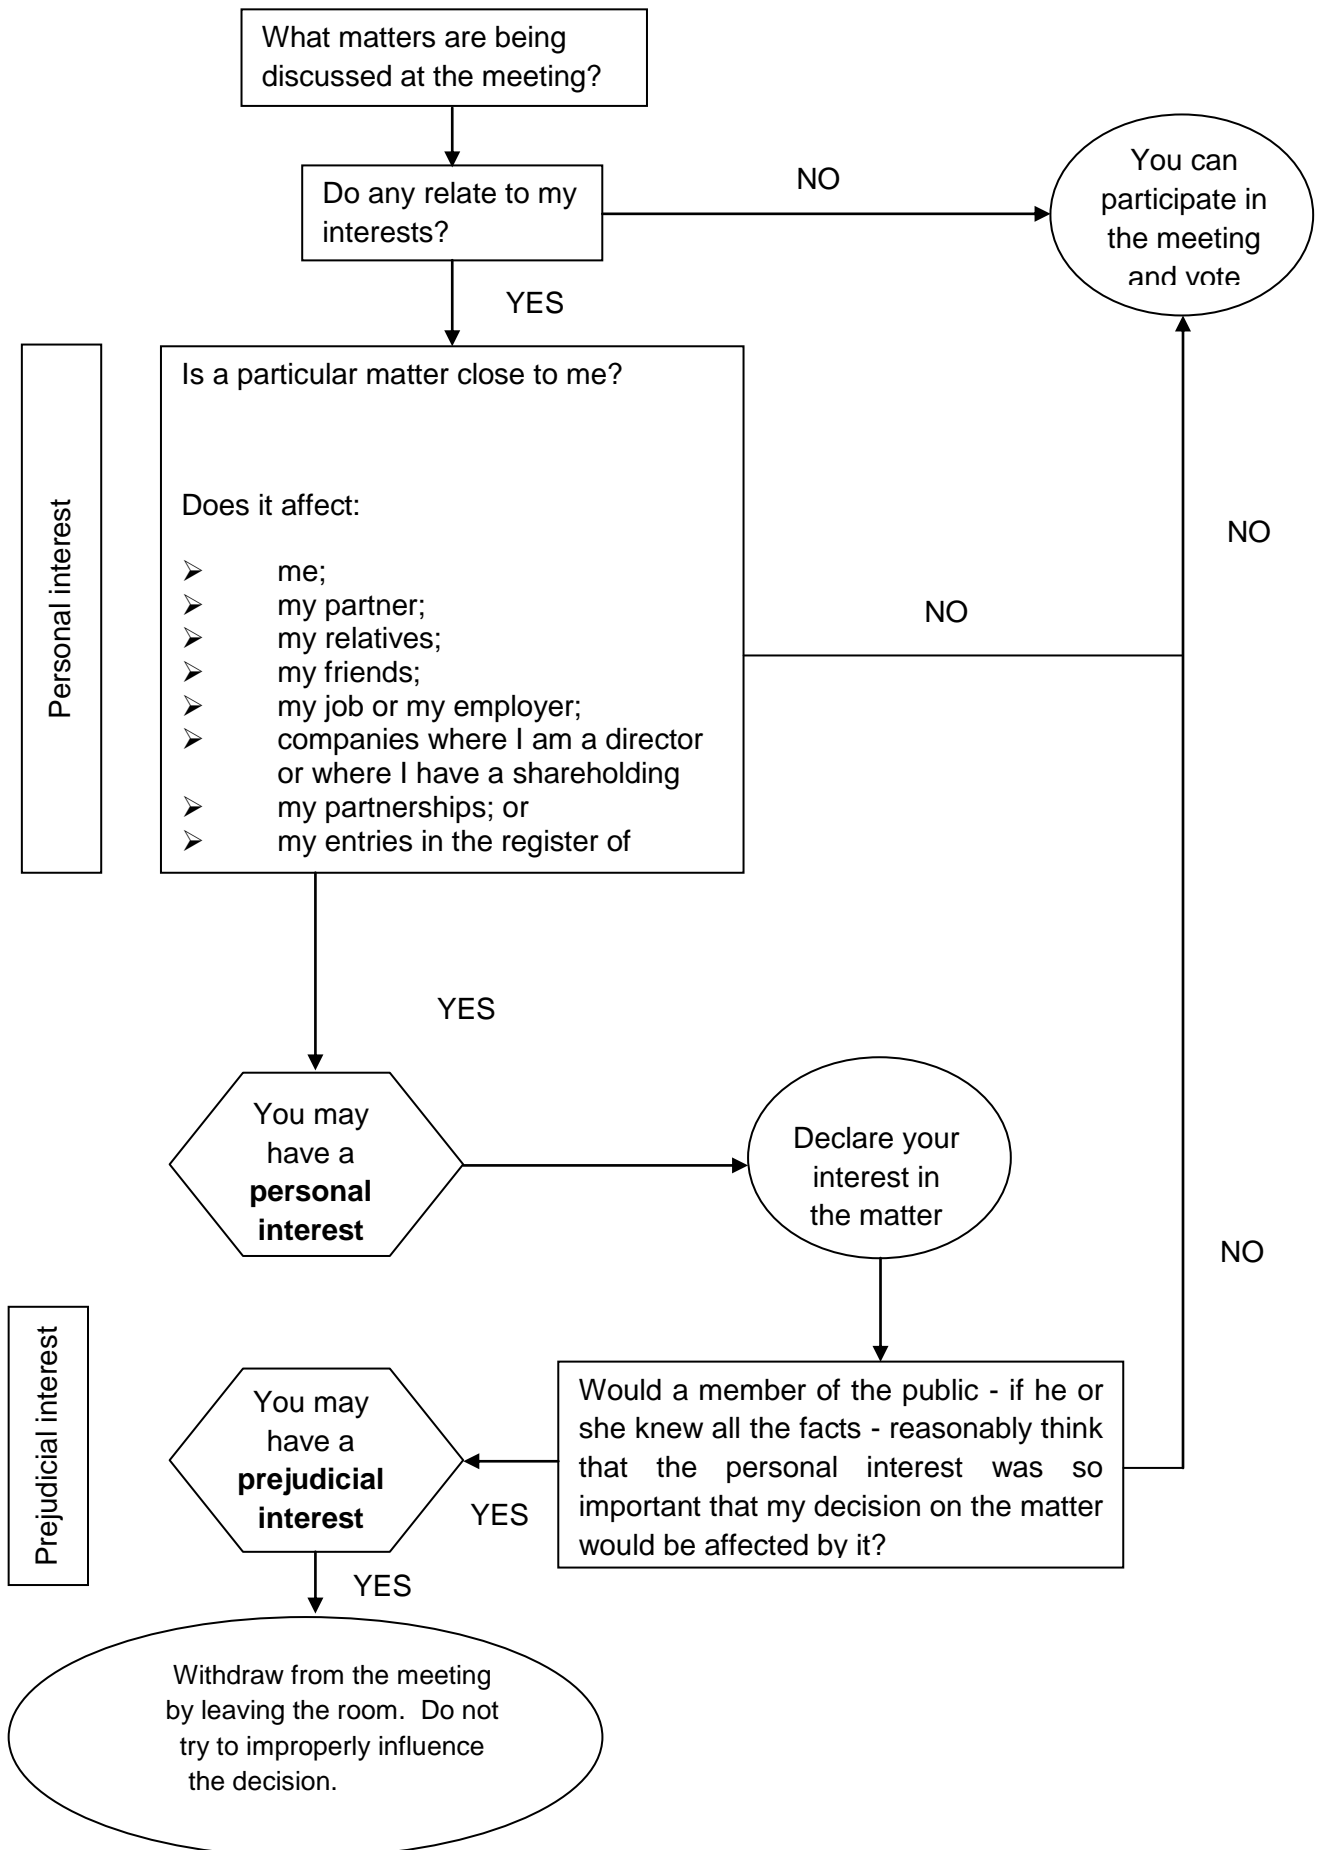 What matters are being
discussed at the meeting?
Do any relate to my
interests?
NO
You can
participate in
the meeting
and vote
YES
Personal interest
Is a particular matter close to me?
Does it affect:
➢ me;
➢ my partner;
➢ my relatives;
➢ my friends;
➢ my job or my employer;
➢ companies where I am a director
or where I have a shareholding
➢ my partnerships; or
➢ my entries in the register of
NO
NO
YES
You may
have a
personal
interest
Declare your
interest in
the matter
NO
Prejudicial interest
You may
have a
prejudicial
interest
YES
Would a member of the public - if he or
she knew all the facts - reasonably think
that the personal interest was so
important that my decision on the matter
would be affected by it?
YES
Withdraw from the meeting
by leaving the room. Do not
try to improperly influence
the decision.